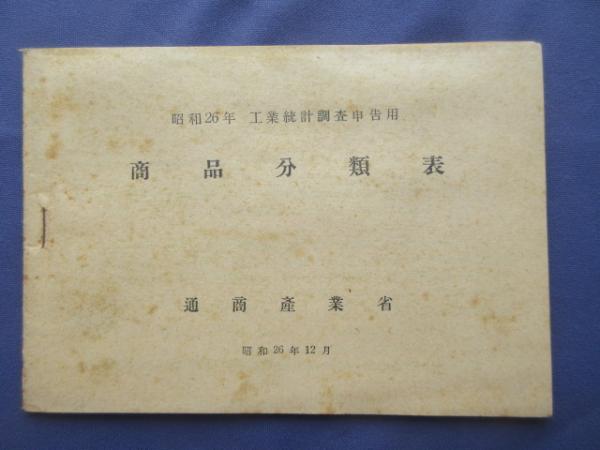 昭和26年 工業統計調査申告用
商品分類表
通商産業省
昭和26年12月